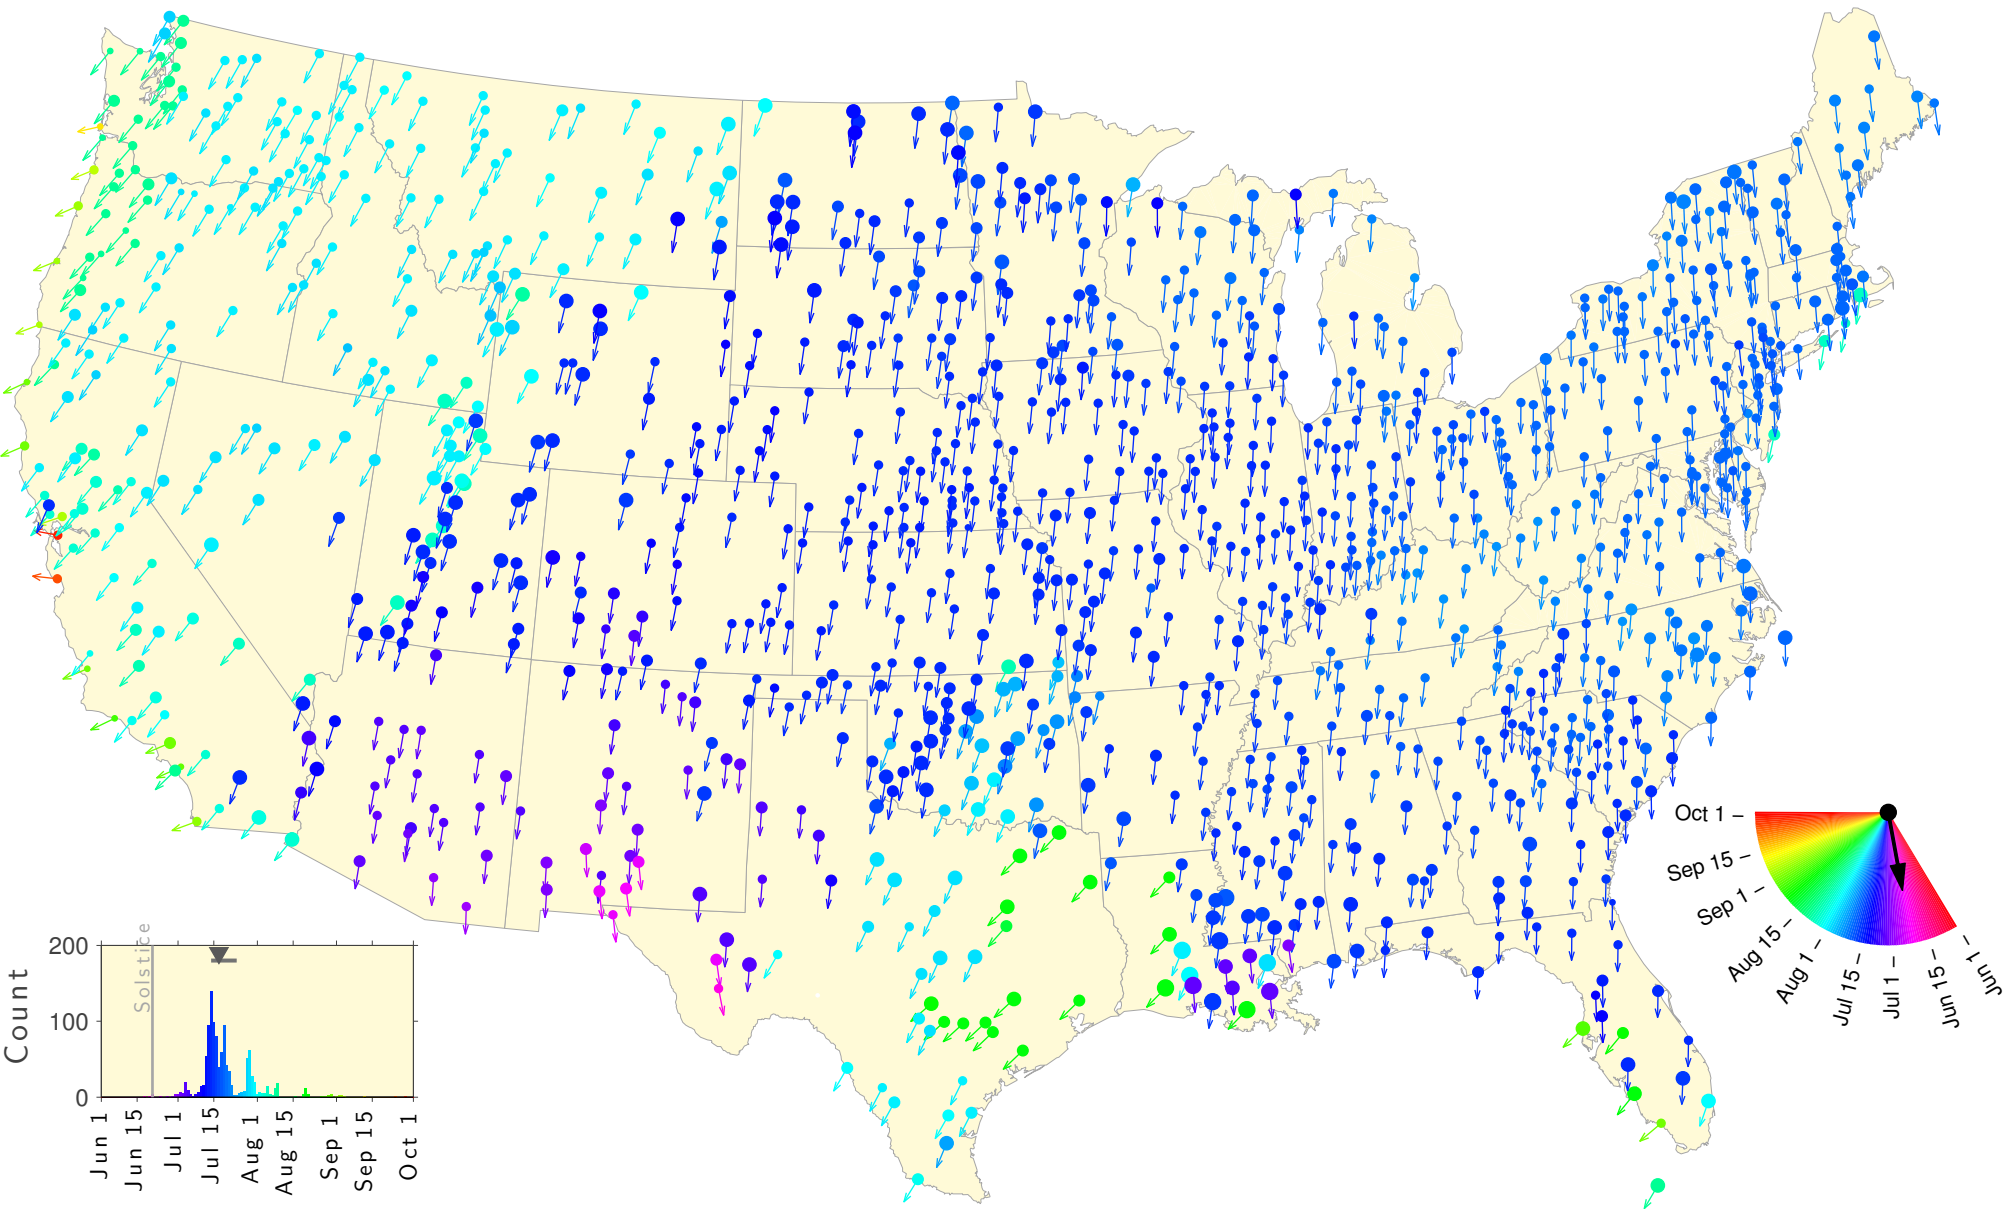 Oct 1 –
Sep 15 –
Sep 1 –
Aug 15 –
Aug 1 –
Jul 15 –
Jul 1 –
Jun 15 –
Jun 1 –
Solstice
Count
200
100
0
Jun 1
Jun 15
Jul 1
Jul 15
Aug 1
Aug 15
Sep 1
Sep 15
Oct 1